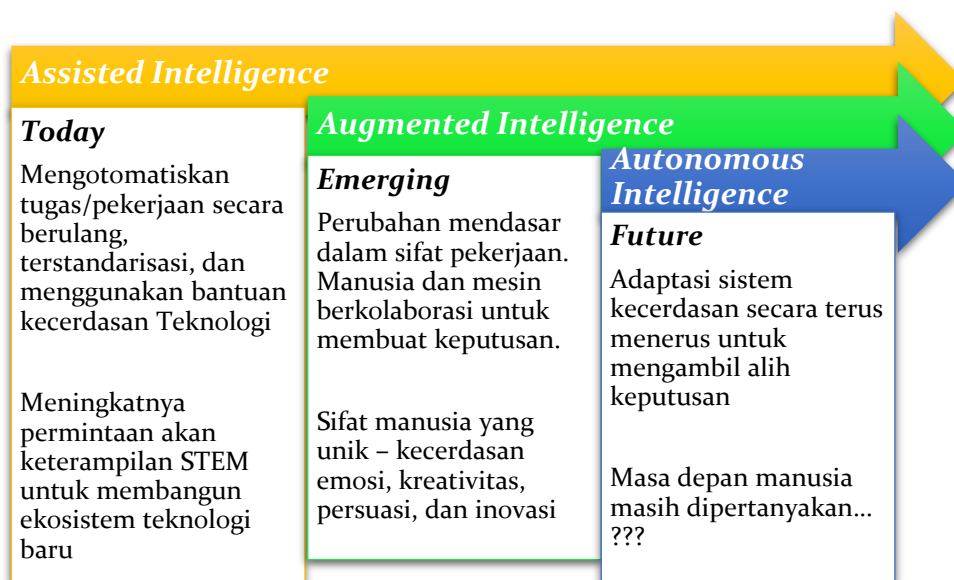 Assisted Intelligence
Today
Mengotomatiskan
tugas/pekerjaan secara
berulang,
terstandarisasi, dan
menggunakan bantuan
kecerdasan Teknologi
Meningkatnya
permintaan akan
keterampilan STEM
untuk membangun
ekosistem teknologi
baru
Augmented Intelligence
Emerging
Perubahan mendasar
dalam sifat pekerjaan.
Manusia dan mesin
berkolaborasi untuk
membuat keputusan.
Sifat manusia yang
unik – kecerdasan
emosi, kreativitas,
persuasi, dan inovasi
Autonomous
Intelligence
Future
Adaptasi sistem
kecerdasan secara terus
menerus untuk
mengambil alih
keputusan
Masa depan manusia
masih dipertanyakan...
???